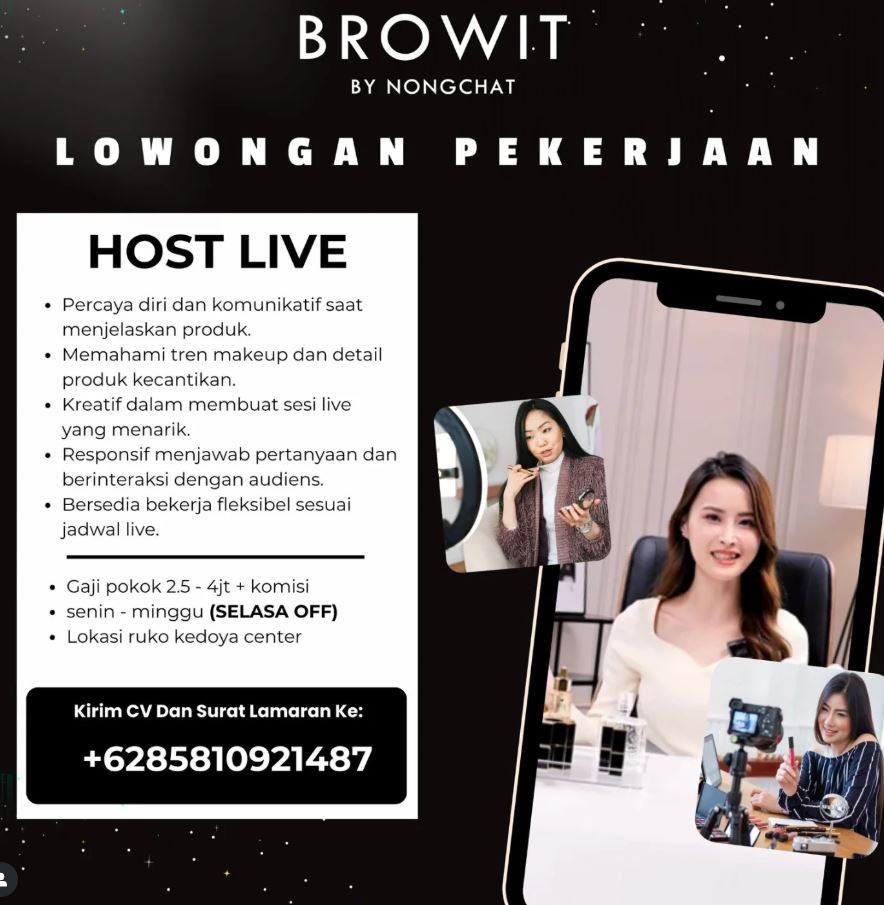 BROWIT
BY NONGCHAT
LOWONGAN PEKERJAAN
HOST LIVE
• Percaya diri dan komunikatif saat
menjelaskan produk.
• Memahami tren makeup dan detail
produk kecantikan.
• Kreatif dalam membuat sesi live
yang menarik.
• Responsif menjawab pertanyaan dan
berinteraksi dengan audiens.
• Bersedia bekerja fleksibel sesuai
jadwal live.
• Gaji pokok 2.5 - 4jt + komisi
• senin - minggu (SELASA OFF)
• Lokasi ruko kedoya center
Kirim CV Dan Surat Lamaran Ke:
+6285810921487